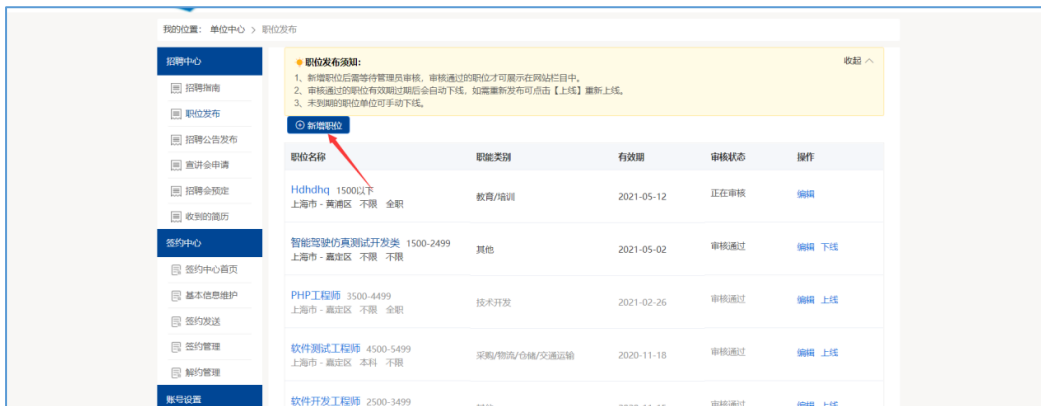 我的位置： 单位中心 > 职位发布
招聘中心
招聘指南
职位发布
招聘公告发布
宣讲会申请
招聘会预定
收到的简历
签约中心
签约中心首页
基本信息维护
签约发送
签约管理
解约管理
账号设置
职位发布须知：
收起
1、新增职位后需等待管理员审核，审核通过的职位才可展示在网站栏目中。
2、审核通过的职位有效期过期后会自动下线，如需重新发布可点击【上线】重新上线。
3、未到期的职位单位可手动下线。
新增职位
职位名称 职能类别 有效期 审核状态 操作
Hdhdhq 1500以下
上海市 - 黄浦区 不限 全职
教育/培训 2021-05-12 正在审核 编辑
智能驾驶仿真测试开发类 1500-2499
上海市 - 嘉定区 不限 不限
其他 2021-05-02 审核通过 编辑 下线
PHP工程师 3500-4499
上海市 - 嘉定区 不限 全职
技术开发 2021-02-26 审核通过 编辑 上线
软件测试工程师 4500-5499
上海市 - 嘉定区 本科 不限
采购/物流/仓储/交通运输 2020-11-18 审核通过 编辑 上线
软件开发工程师 2500-3499
审核通过 编辑 上线